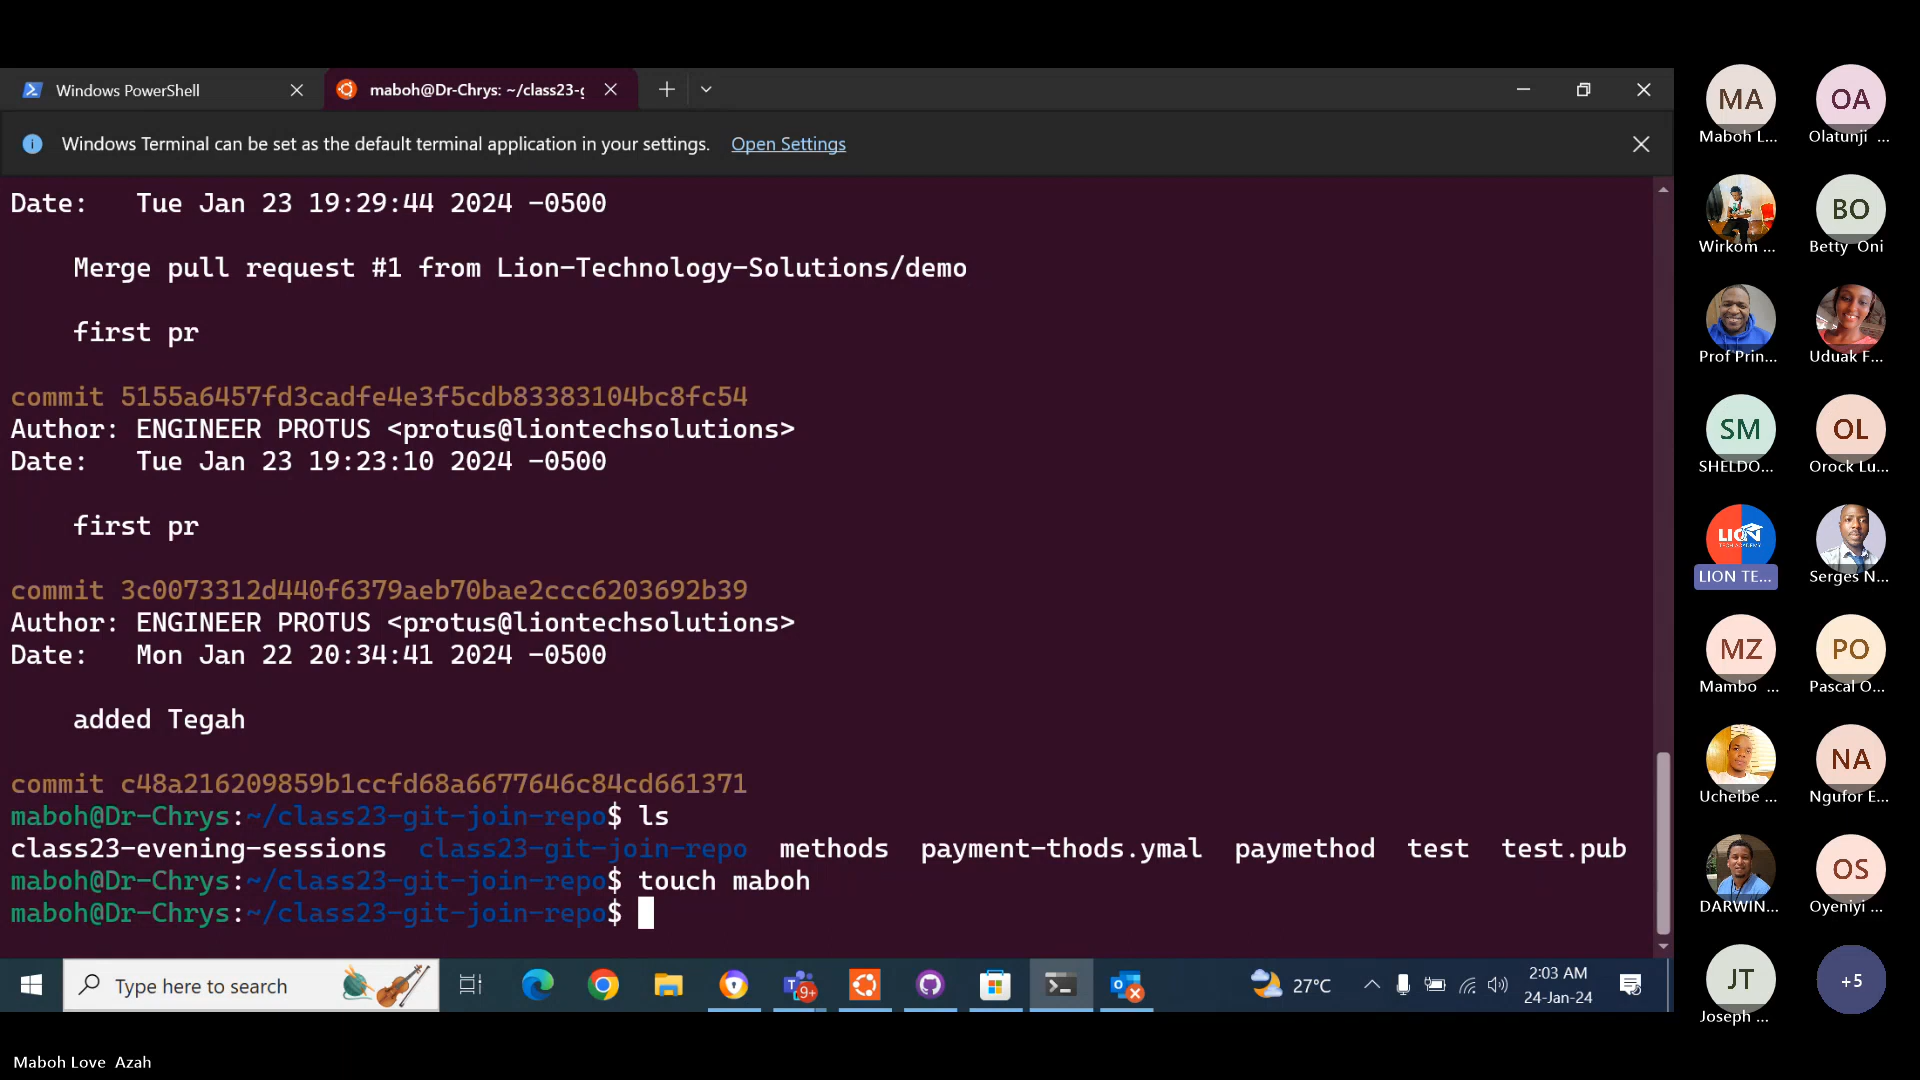 Windows PowerShell
maboh@Dr-Chrys: ~/class23-g
Windows Terminal can be set as the default terminal application in your settings. Open Settings
Date:   Tue Jan 23 19:29:44 2024 -0500
Merge pull request #1 from Lion-Technology-Solutions/demo
first pr
commit 5155a6457fd3cadfe4e3f5cdb83383104bc8fc54
Author: ENGINEER PROTUS <protus@liontechsolutions>
Date:   Tue Jan 23 19:23:10 2024 -0500
first pr
commit 3c0073312d440f6379aeb70bae2ccc6203692b39
Author: ENGINEER PROTUS <protus@liontechsolutions>
Date:   Mon Jan 22 20:34:41 2024 -0500
added Tegah
commit c48a216209859b1ccfd68a6677646c84cd661371
maboh@Dr-Chrys:~/class23-git-join-repo$ ls
class23-evening-sessions  class23-git-join-repo  methods  payment-thods.ymal  paymethod  test  test.pub
maboh@Dr-Chrys:~/class23-git-join-repo$ touch maboh
maboh@Dr-Chrys:~/class23-git-join-repo$
Type here to search
9+
27°C
2:03 AM
24-Jan-24
MA
Maboh L...
OA
Olatunji ...
Wirkom ...
BO
Betty Oni
Prof Prin...
Uduak F...
SM
SHELDO...
OL
Orock Lu...
LION
TECH ACADEMY
LION TE...
Serges N...
MZ
Mambo ...
PO
Pascal O...
Ucheibe ...
NA
Ngufor E...
DARWIN...
OS
Oyeniyi ...
JT
Joseph ...
+5
Maboh Love Azah